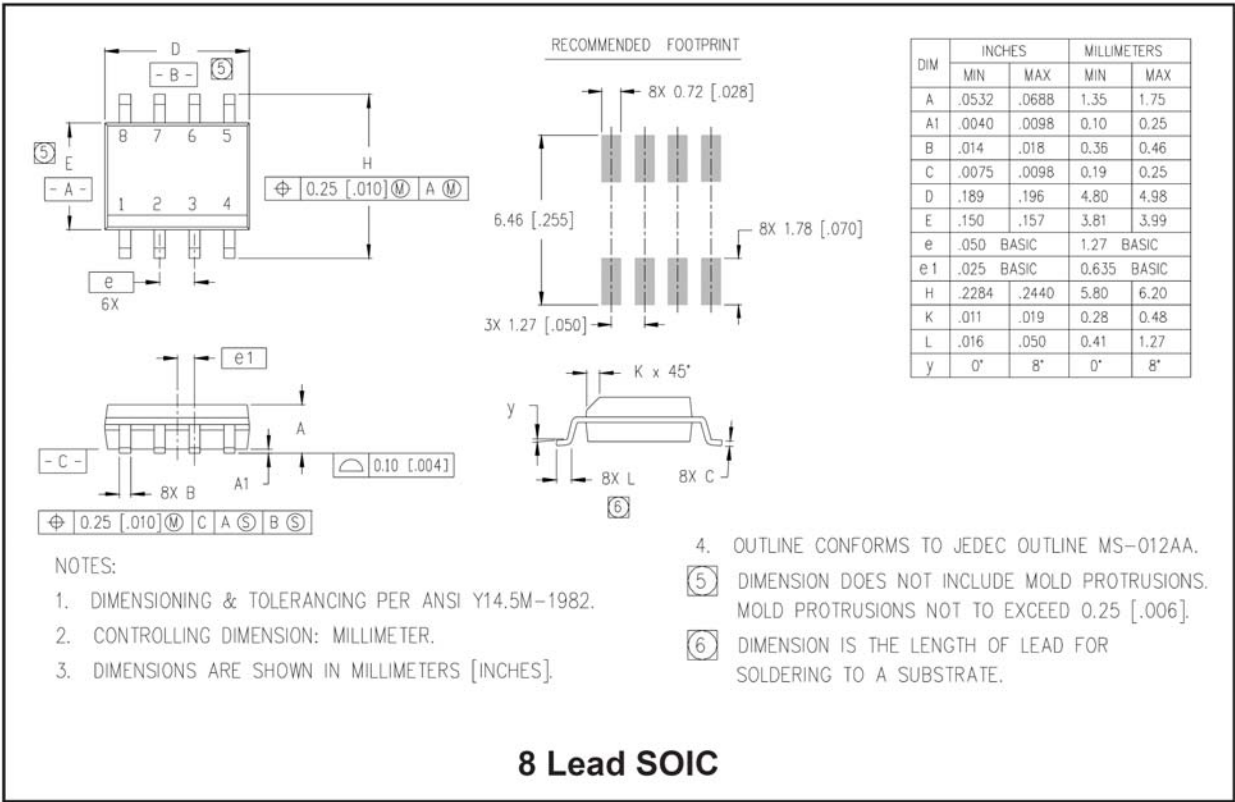 D
- B -
5
8 7 6 5
5
E
- A -
H
⌖ 0.25 [.010] Ⓜ A Ⓜ
1 2 3 4
e
6X
RECOMMENDED FOOTPRINT
8X 0.72 [.028]
6.46 [.255]
8X 1.78 [.070]
3X 1.27 [.050]
DIM INCHES MILLIMETERS
MIN MAX MIN MAX
A .0532 .0688 1.35 1.75
A1 .0040 .0098 0.10 0.25
B .014 .018 0.36 0.46
C .0075 .0098 0.19 0.25
D .189 .196 4.80 4.98
E .150 .157 3.81 3.99
e .050 BASIC 1.27 BASIC
e1 .025 BASIC 0.635 BASIC
H .2284 .2440 5.80 6.20
K .011 .019 0.28 0.48
L .016 .050 0.41 1.27
y 0° 8° 0° 8°
e1
A
- C -
8X B
A1
⌓ 0.10 [.004]
⌖ 0.25 [.010] Ⓜ C A Ⓢ B Ⓢ
K x 45°
y
8X L
8X C
6
NOTES:
1. DIMENSIONING & TOLERANCING PER ANSI Y14.5M-1982.
2. CONTROLLING DIMENSION: MILLIMETER.
3. DIMENSIONS ARE SHOWN IN MILLIMETERS [INCHES].
4. OUTLINE CONFORMS TO JEDEC OUTLINE MS-012AA.
5 DIMENSION DOES NOT INCLUDE MOLD PROTRUSIONS.
MOLD PROTRUSIONS NOT TO EXCEED 0.25 [.006].
6 DIMENSION IS THE LENGTH OF LEAD FOR
SOLDERING TO A SUBSTRATE.
8 Lead SOIC